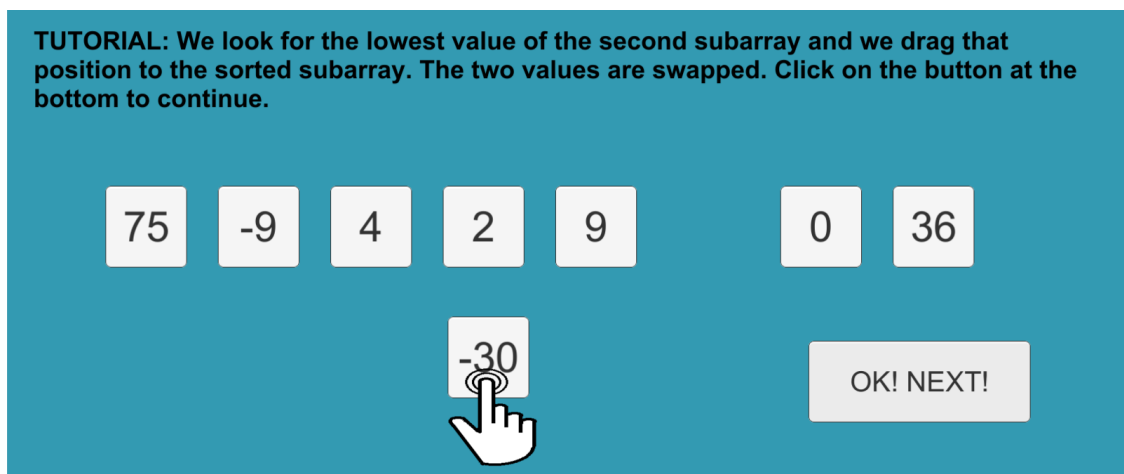 TUTORIAL: We look for the lowest value of the second subarray and we drag that
position to the sorted subarray. The two values are swapped. Click on the button at the
bottom to continue.
75 -9 4 2 9 0 36
-30
OK! NEXT!